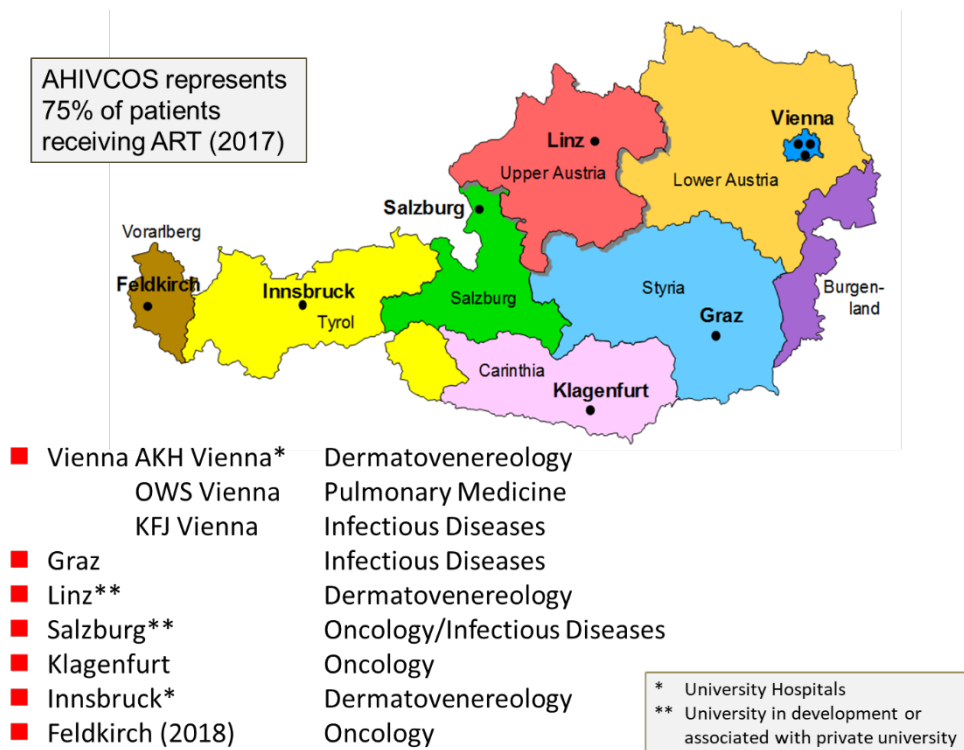 AHIVCOS represents
75% of patients
receiving ART (2017)
Vienna
Linz
Upper Austria
Lower Austria
Salzburg
Vorarlberg
Feldkirch
Innsbruck
Tyrol
Salzburg
Styria
Burgen-
land
Graz
Carinthia
Klagenfurt
Vienna AKH Vienna* Dermatovenereology
OWS Vienna Pulmonary Medicine
KFJ Vienna Infectious Diseases
Graz Infectious Diseases
Linz** Dermatovenereology
Salzburg** Oncology/Infectious Diseases
Klagenfurt Oncology
Innsbruck* Dermatovenereology
Feldkirch (2018) Oncology
* University Hospitals
** University in development or
associated with private university